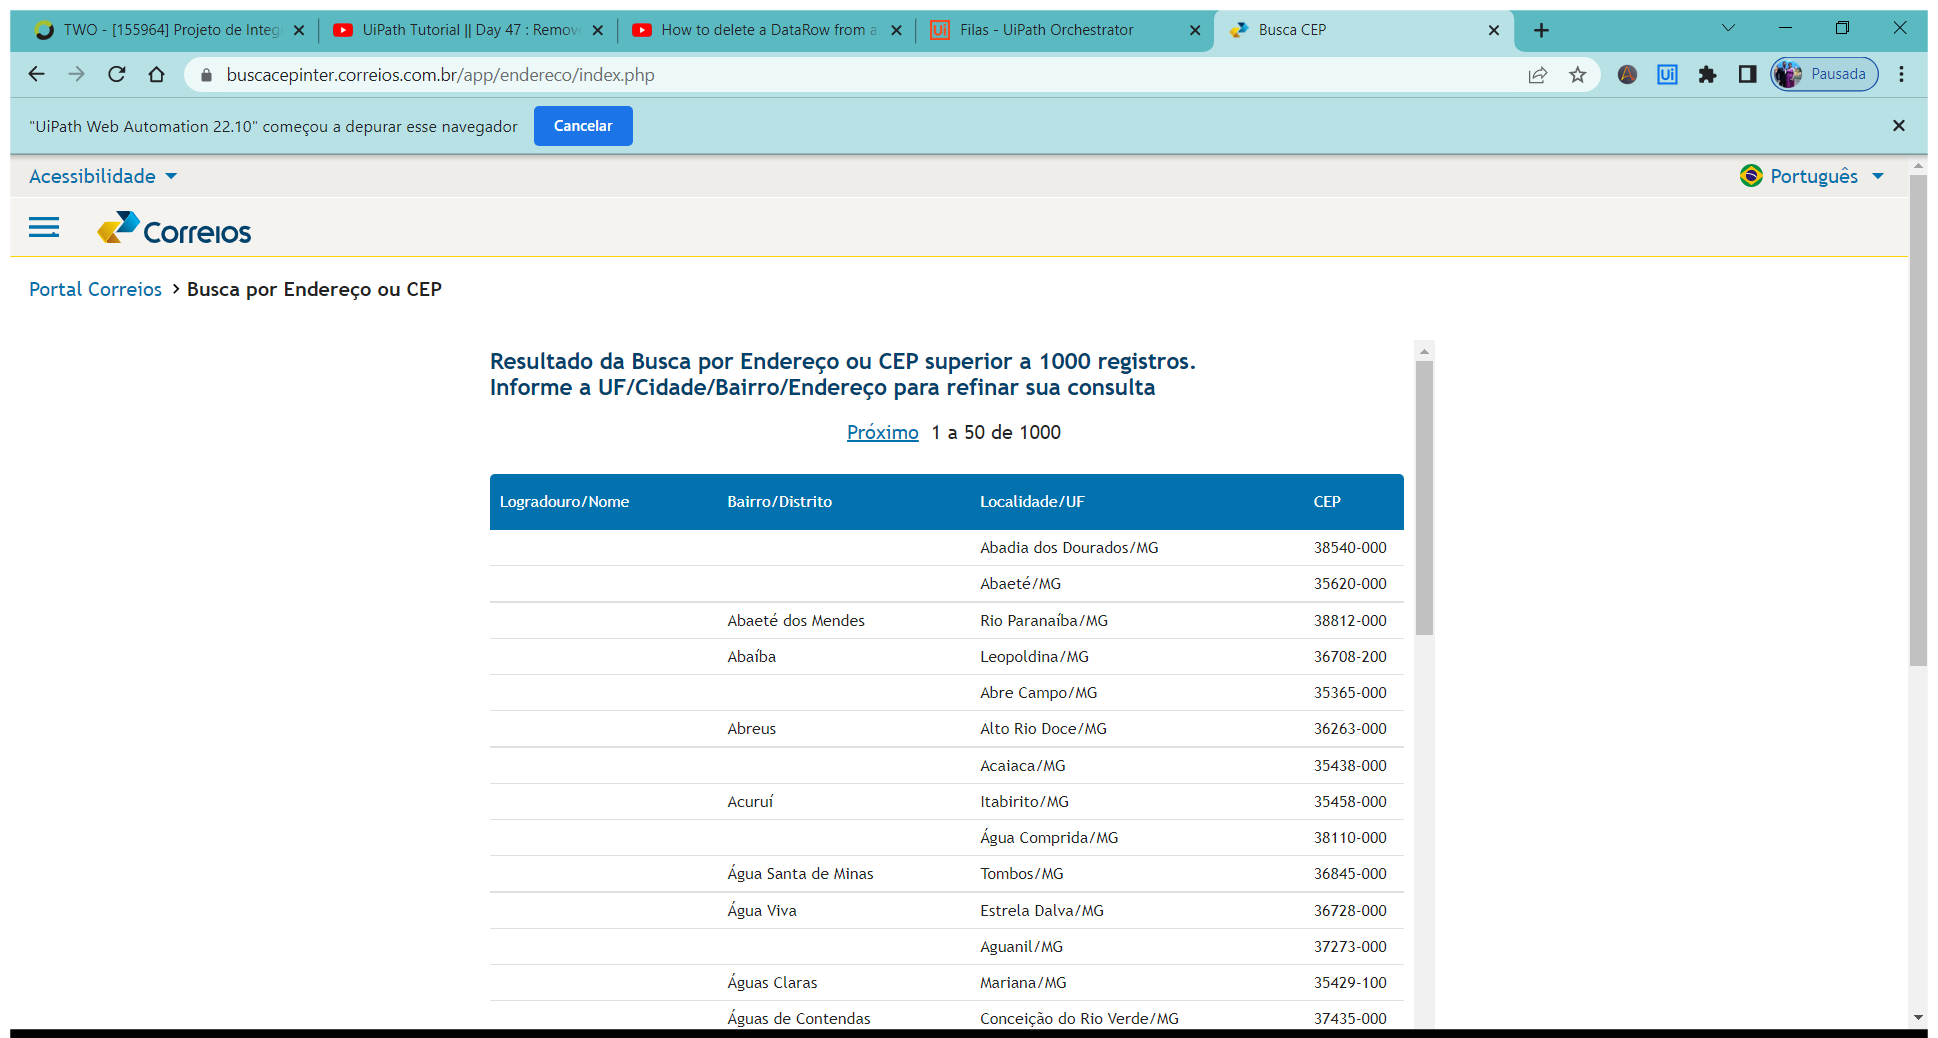 TWO - [155964] Projeto de Integ
UiPath Tutorial || Day 47 : Remov
How to delete a DataRow from a
Ui
Filas - UiPath Orchestrator
Busca CEP
buscacepinter.correios.com.br/app/endereco/index.php
Ui
Pausada
"UiPath Web Automation 22.10" começou a depurar esse navegador
Cancelar
Acessibilidade
Português
Correios
Portal Correios > Busca por Endereço ou CEP
Resultado da Busca por Endereço ou CEP superior a 1000 registros.
Informe a UF/Cidade/Bairro/Endereço para refinar sua consulta
Próximo 1 a 50 de 1000
Logradouro/Nome Bairro/Distrito Localidade/UF CEP
Abadia dos Dourados/MG 38540-000
Abaeté/MG 35620-000
Abaeté dos Mendes Rio Paranaíba/MG 38812-000
Abaíba Leopoldina/MG 36708-200
Abre Campo/MG 35365-000
Abreus Alto Rio Doce/MG 36263-000
Acaiaca/MG 35438-000
Acuruí Itabirito/MG 35458-000
Água Comprida/MG 38110-000
Água Santa de Minas Tombos/MG 36845-000
Água Viva Estrela Dalva/MG 36728-000
Aguanil/MG 37273-000
Águas Claras Mariana/MG 35429-100
Águas de Contendas Conceição do Rio Verde/MG 37435-000